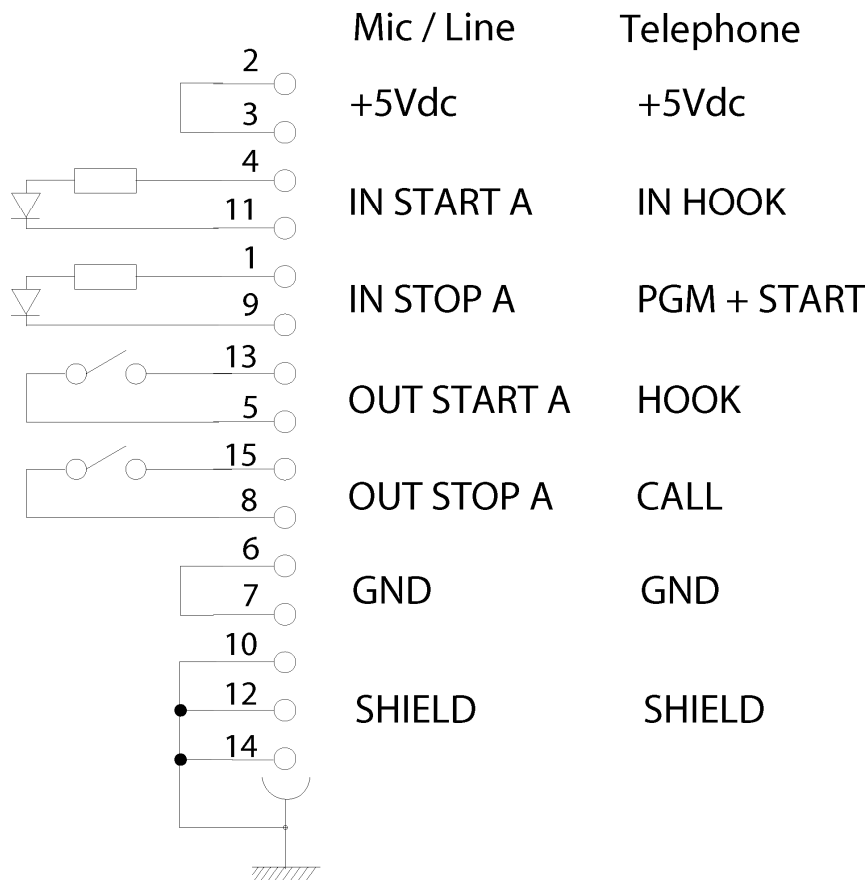 Mic / Line Telephone
2
+5Vdc +5Vdc
3
4
IN START A IN HOOK
11
1
IN STOP A PGM + START
9
13
OUT START A HOOK
5
15
OUT STOP A CALL
8
6
GND GND
7
10
12 SHIELD SHIELD
14